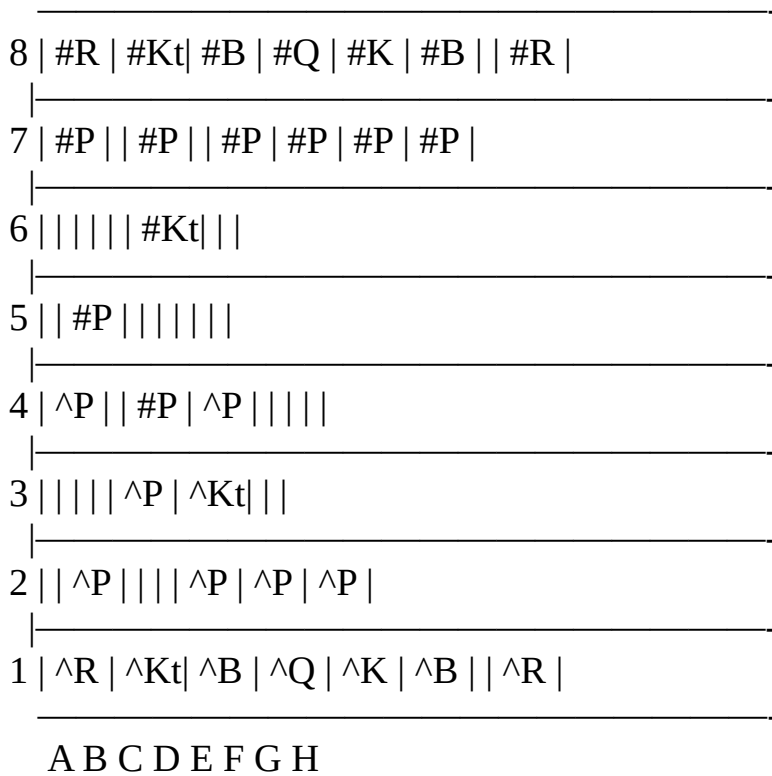 8 | #R | #Kt| #B | #Q | #K | #B | | #R |
|
7 | #P | | #P | | #P | #P | #P | #P |
|
6 | | | | | | #Kt| | |
|
5 | | #P | | | | | | |
|
4 | ^P | | #P | ^P | | | | |
|
3 | | | | | ^P | ^Kt| | |
|
2 | | ^P | | | | ^P | ^P | ^P |
|
1 | ^R | ^Kt| ^B | ^Q | ^K | ^B | | ^R |
A B C D E F G H